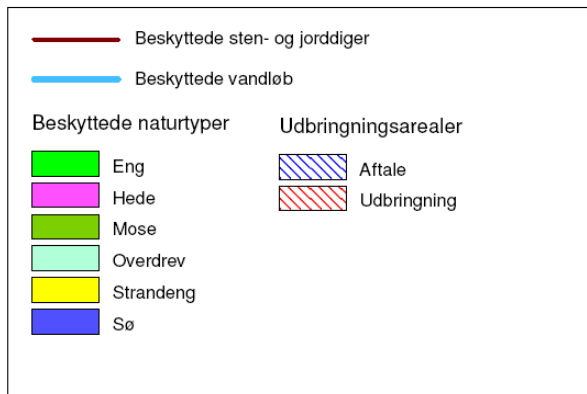 Beskyttede sten- og jorddiger
Beskyttede vandløb
Beskyttede naturtyper
Eng
Hede
Mose
Overdrev
Strandeng
Sø
Udbringningsarealer
Aftale
Udbringning